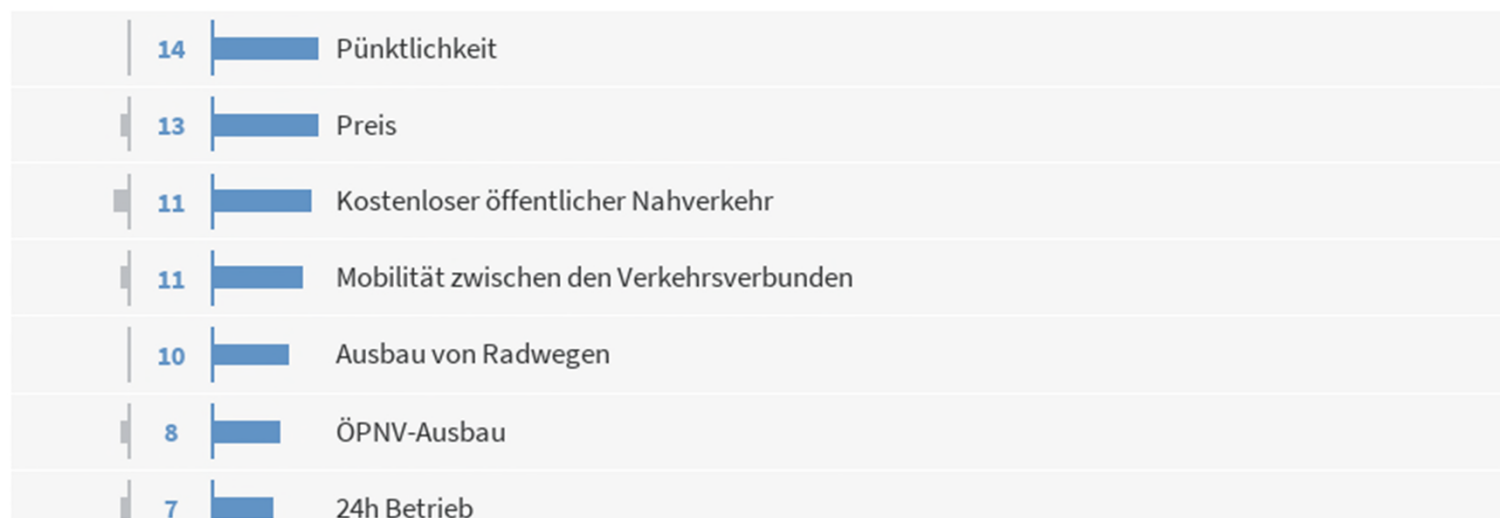 14 Pünktlichkeit
13 Preis
11 Kostenloser öffentlicher Nahverkehr
11 Mobilität zwischen den Verkehrsverbunden
10 Ausbau von Radwegen
8 ÖPNV-Ausbau
7 24h Betrieb